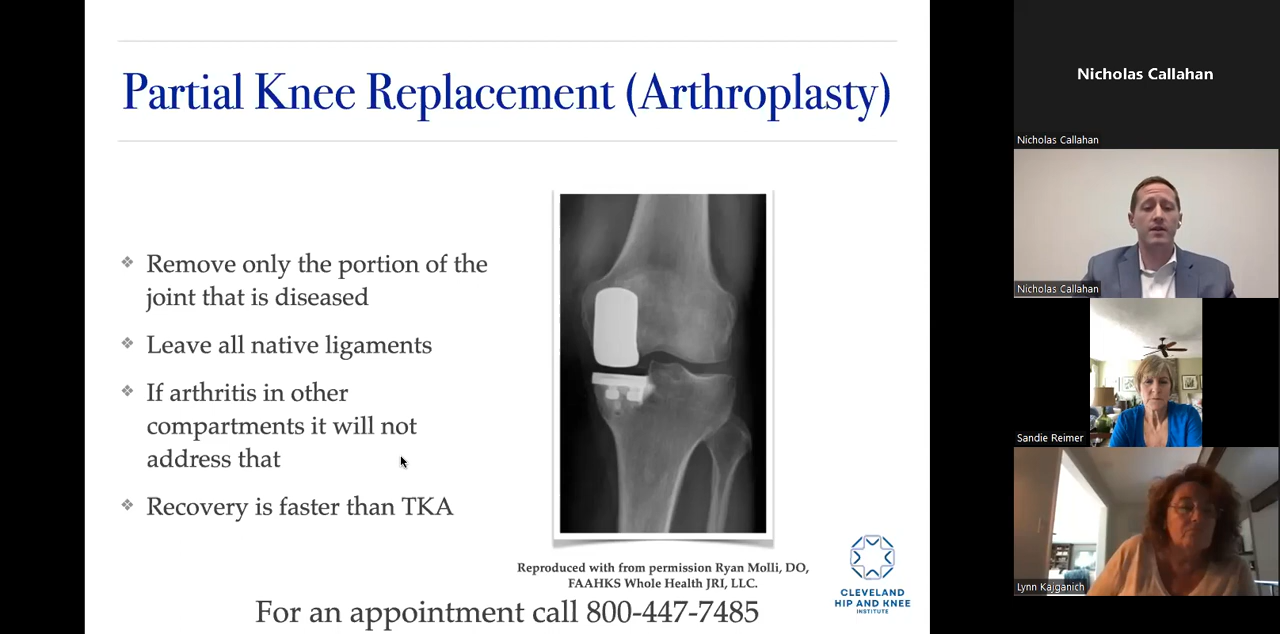 Partial Knee Replacement (Arthroplasty)
❖ Remove only the portion of the
joint that is diseased
❖ Leave all native ligaments
❖ If arthritis in other
compartments it will not
address that
❖ Recovery is faster than TKA
Reproduced with from permission Ryan Molli, DO,
FAAHKS Whole Health JRI, LLC.
For an appointment call 800-447-7485
CLEVELAND
HIP AND KNEE
INSTITUTE
Nicholas Callahan
Nicholas Callahan
Nicholas Callahan
Sandie Reimer
Lynn Kajganich